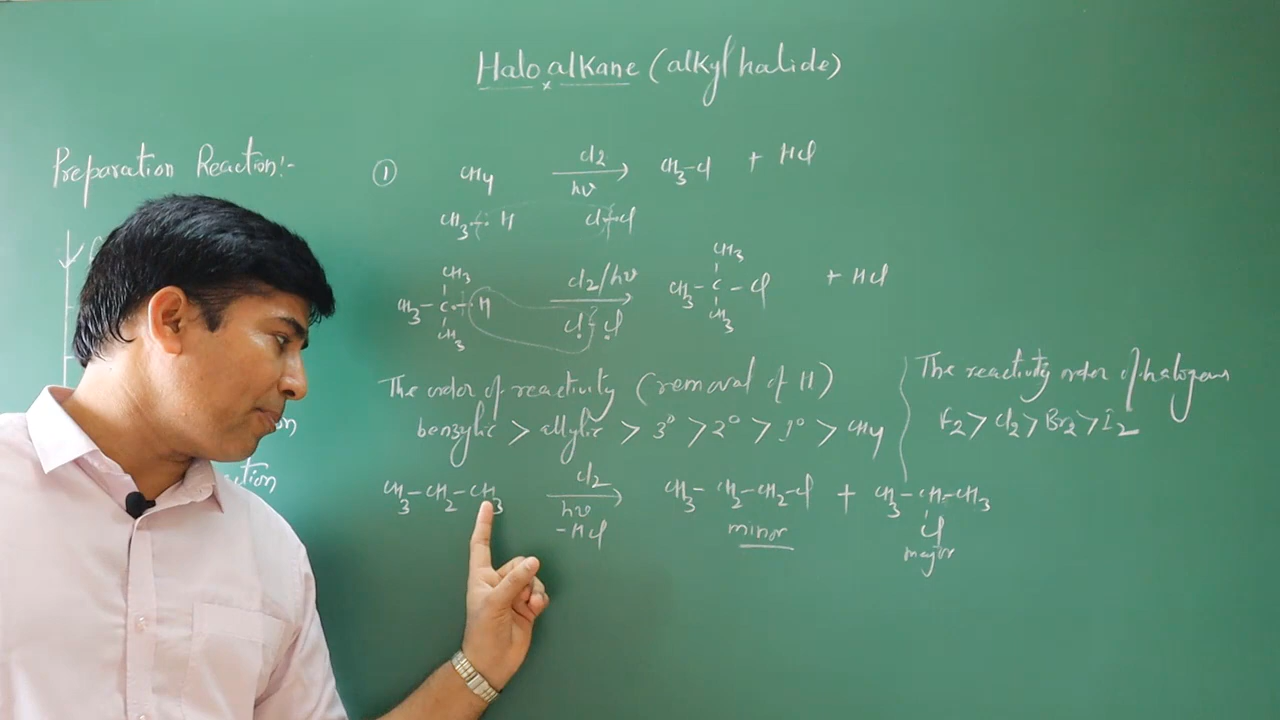 Haloalkane (alkyl halide)
Preparation Reaction:-
① CH4 Cl2 hν CH3-Cl + HCl
CH3 H Cl Cl
CH3 CH3
CH3-C-H Cl2/hν CH3-C-Cl + HCl
CH3 Cl Cl CH3
The order of reactivity (removal of H)
benzylic > allylic > 3° > 2° > 1° > CH4
The reactivity order of halogens
F2 > Cl2 > Br2 > I2
CH3-CH2-CH3 Cl2 hν -HCl CH3-CH2-CH2-Cl + CH3-CH-CH3
Cl
minor major